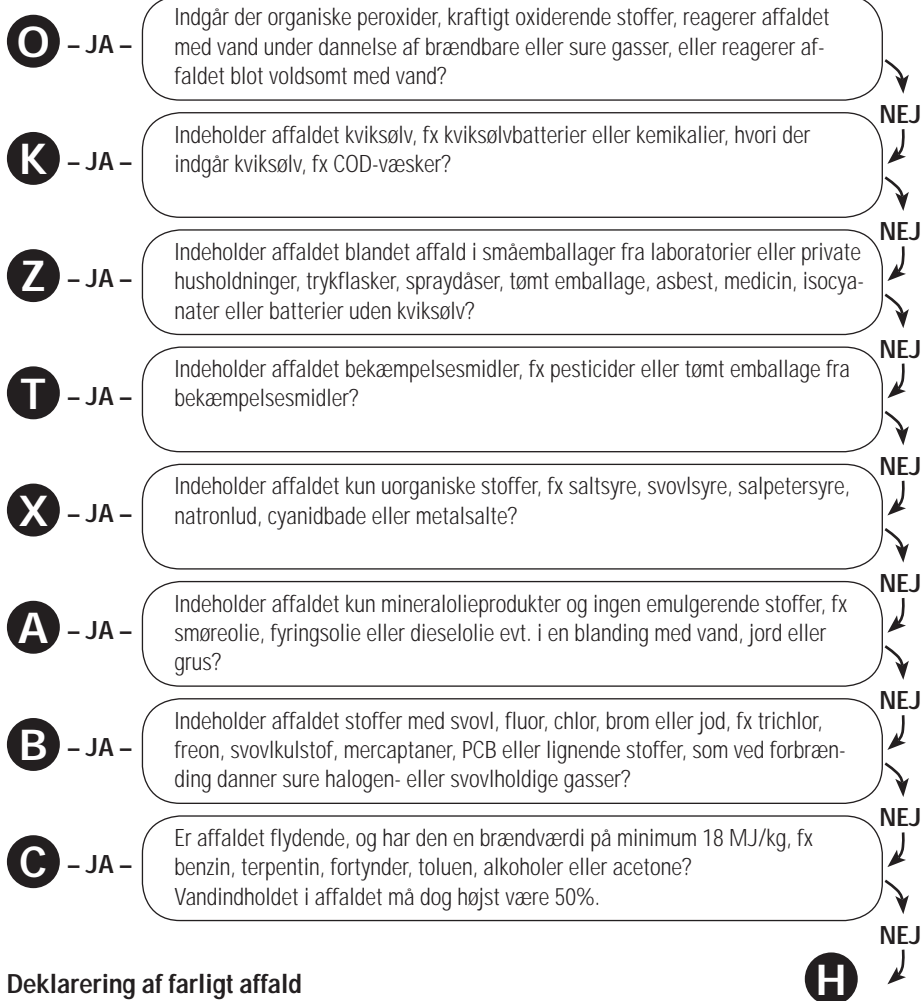 O – JA –
Indgår der organiske peroxider, kraftigt oxiderende stoffer, reagerer affaldet
med vand under dannelse af brændbare eller sure gasser, eller reagerer af-
faldet blot voldsomt med vand?
NEJ
K – JA –
Indeholder affaldet kviksølv, fx kviksølvbatterier eller kemikalier, hvori der
indgår kviksølv, fx COD-væsker?
NEJ
Z – JA –
Indeholder affaldet blandet affald i småemballager fra laboratorier eller private
husholdninger, trykflasker, spraydåser, tømt emballage, asbest, medicin, isocya-
nater eller batterier uden kviksølv?
NEJ
T – JA –
Indeholder affaldet bekæmpelsesmidler, fx pesticider eller tømt emballage fra
bekæmpelsesmidler?
NEJ
X – JA –
Indeholder affaldet kun uorganiske stoffer, fx saltsyre, svovlsyre, salpetersyre,
natronlud, cyanidbade eller metalsalte?
NEJ
A – JA –
Indeholder affaldet kun mineralolieprodukter og ingen emulgerende stoffer, fx
smøreolie, fyringsolie eller dieselolie evt. i en blanding med vand, jord eller
grus?
NEJ
B – JA –
Indeholder affaldet stoffer med svovl, fluor, chlor, brom eller jod, fx trichlor,
freon, svovlkulstof, mercaptaner, PCB eller lignende stoffer, som ved forbræn-
ding danner sure halogen- eller svovlholdige gasser?
NEJ
C – JA –
Er affaldet flydende, og har den en brændværdi på minimum 18 MJ/kg, fx
benzin, terpentin, fortynder, toluen, alkoholer eller acetone?
Vandindholdet i affaldet må dog højst være 50%.
NEJ
H
Deklarering af farligt affald